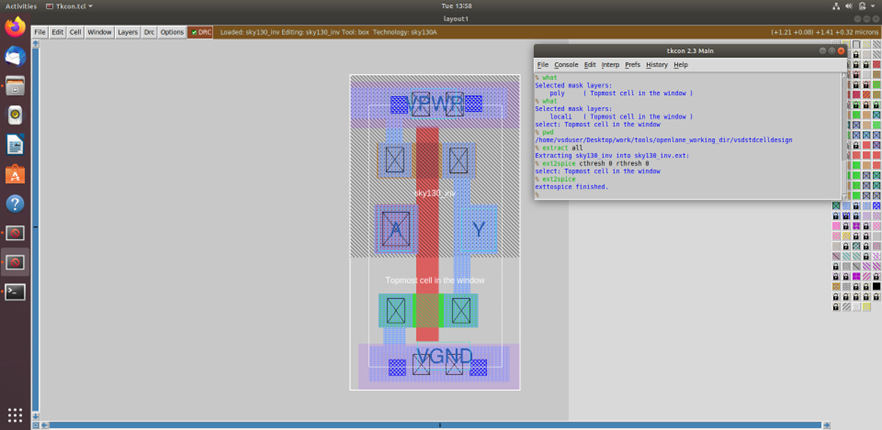 Activities
Tkcon.tcl
Tue 13:58
layout1
File Edit Cell Window Layers Drc Options DRC Loaded: sky130_inv Editing: sky130_inv Tool: box Technology: sky130A (+1.21 +0.08) +1.41 +0.32 microns
VPWR
sky130_inv
A
Y
Topmost cell in the window
VGND
tkcon 2.3 Main
File Console Edit Interp Prefs History Help
% what
Selected mask layers:
poly ( Topmost cell in the window )
% what
Selected mask layers:
locali ( Topmost cell in the window )
select: Topmost cell in the window
% pwd
/home/vsduser/Desktop/work/tools/openlane_working_dir/vsdstdcelldesign
% extract all
Extracting sky130_inv into sky130_inv.ext:
% ext2spice cthresh 0 rthresh 0
select: Topmost cell in the window
% ext2spice
exttospice finished.
%